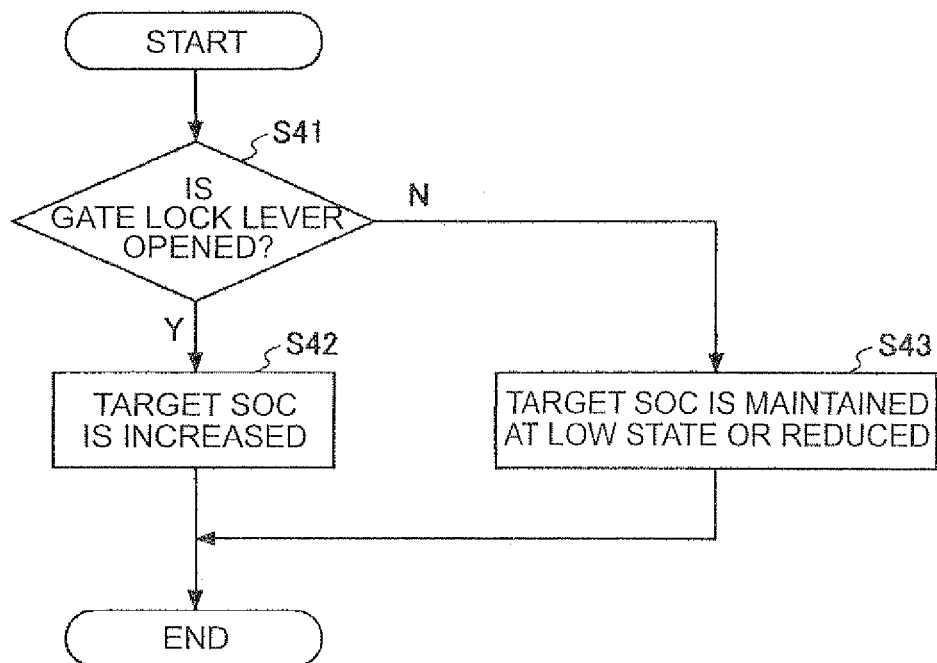 START
S41
IS
GATE LOCK LEVER
OPENED?
N
Y
S42
TARGET SOC
IS INCREASED
S43
TARGET SOC IS MAINTAINED
AT LOW STATE OR REDUCED
END